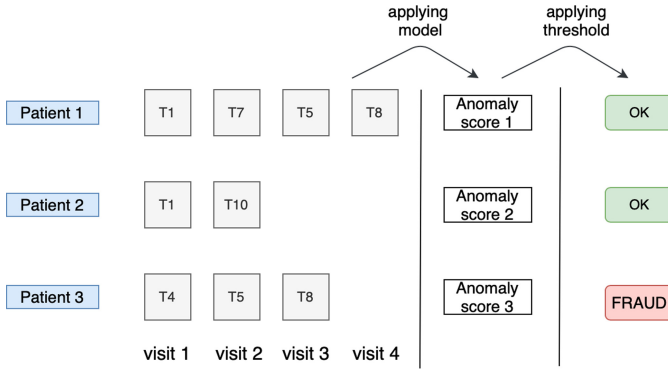 applying
model
applying
threshold
Patient 1
T1
T7
T5
T8
Anomaly
score 1
OK
Patient 2
T1
T10
Anomaly
score 2
OK
Patient 3
T4
T5
T8
Anomaly
score 3
FRAUD
visit 1
visit 2
visit 3
visit 4